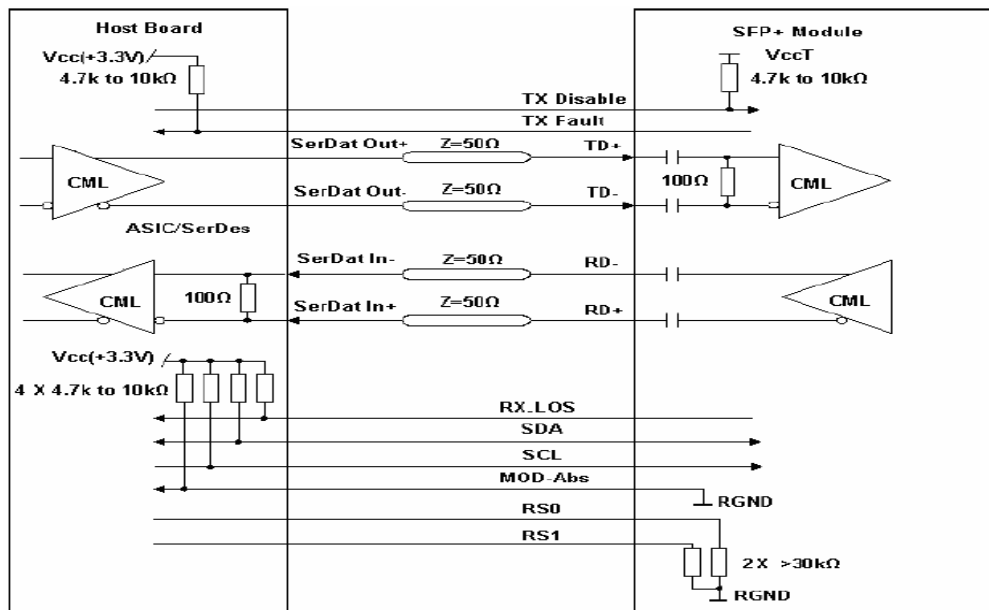 Host Board
SFP+ Module
Vcc(+3.3V)
4.7k to 10kΩ
VccT
4.7k to 10kΩ
TX Disable
TX Fault
SerDat Out+
Z=50Ω
TD+
CML
100Ω
CML
SerDat Out-
Z=50Ω
TD-
ASIC/SerDes
SerDat In-
Z=50Ω
RD-
CML
100Ω
CML
SerDat In+
Z=50Ω
RD+
Vcc(+3.3V)
4 X 4.7k to 10kΩ
RX_LOS
SDA
SCL
MOD-Abs
RGND
RS0
RS1
2 X >30kΩ
RGND